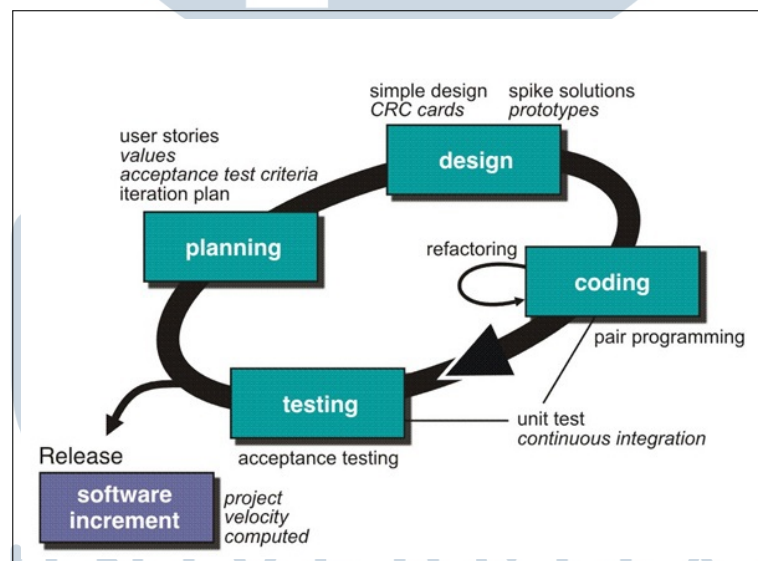 simple design
CRC cards
spike solutions
prototypes
user stories
values
acceptance test criteria
iteration plan
design
planning
refactoring
coding
pair programming
testing
unit test
continuous integration
acceptance testing
Release
software
increment
project
velocity
computed